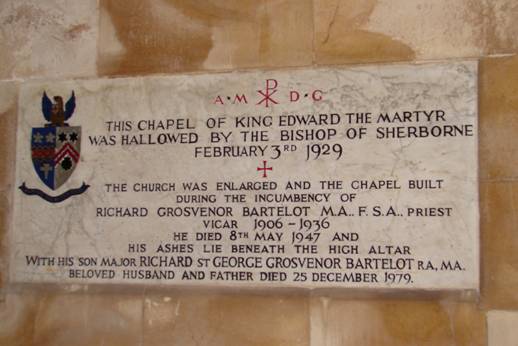 A·M ☧ D·G
THIS CHAPEL OF KING EDWARD THE MARTYR
WAS HALLOWED BY THE BISHOP OF SHERBORNE
FEBRUARY 3RD 1929
THE CHURCH WAS ENLARGED AND THE CHAPEL BUILT
DURING THE INCUMBENCY OF
RICHARD GROSVENOR BARTELOT M.A., F.S.A., PRIEST
VICAR 1906 - 1936
HE DIED 8TH MAY 1947 AND
HIS ASHES LIE BENEATH THE HIGH ALTAR
WITH HIS SON MAJOR RICHARD ST GEORGE GROSVENOR BARTELOT RA, MA.
BELOVED HUSBAND AND FATHER DIED 25 DECEMBER 1979.